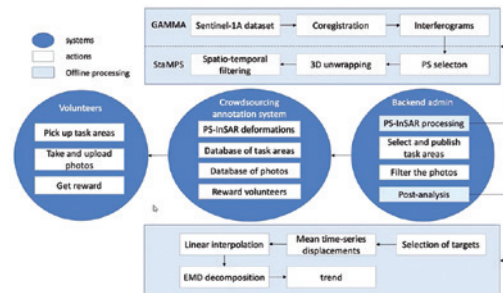 systems
actions
Offline processing
GAMMA
Sentinel-1A dataset
Coregistration
Interferograms
StaMPS
Spatio-temporal
filtering
3D unwrapping
PS selecton
Volunteers
Pick up task areas
Take and upload
photos
Get reward
Crowdsourcing
annotation system
PS-InSAR deformations
Database of task areas
Database of photos
Reward volunteers
Backend admin
PS-InSAR processing
Select and publish
task areas
Filter the photos
Post-analysis
Linear interpolation
Mean time-series
displacements
Selection of targets
EMD decomposition
trend